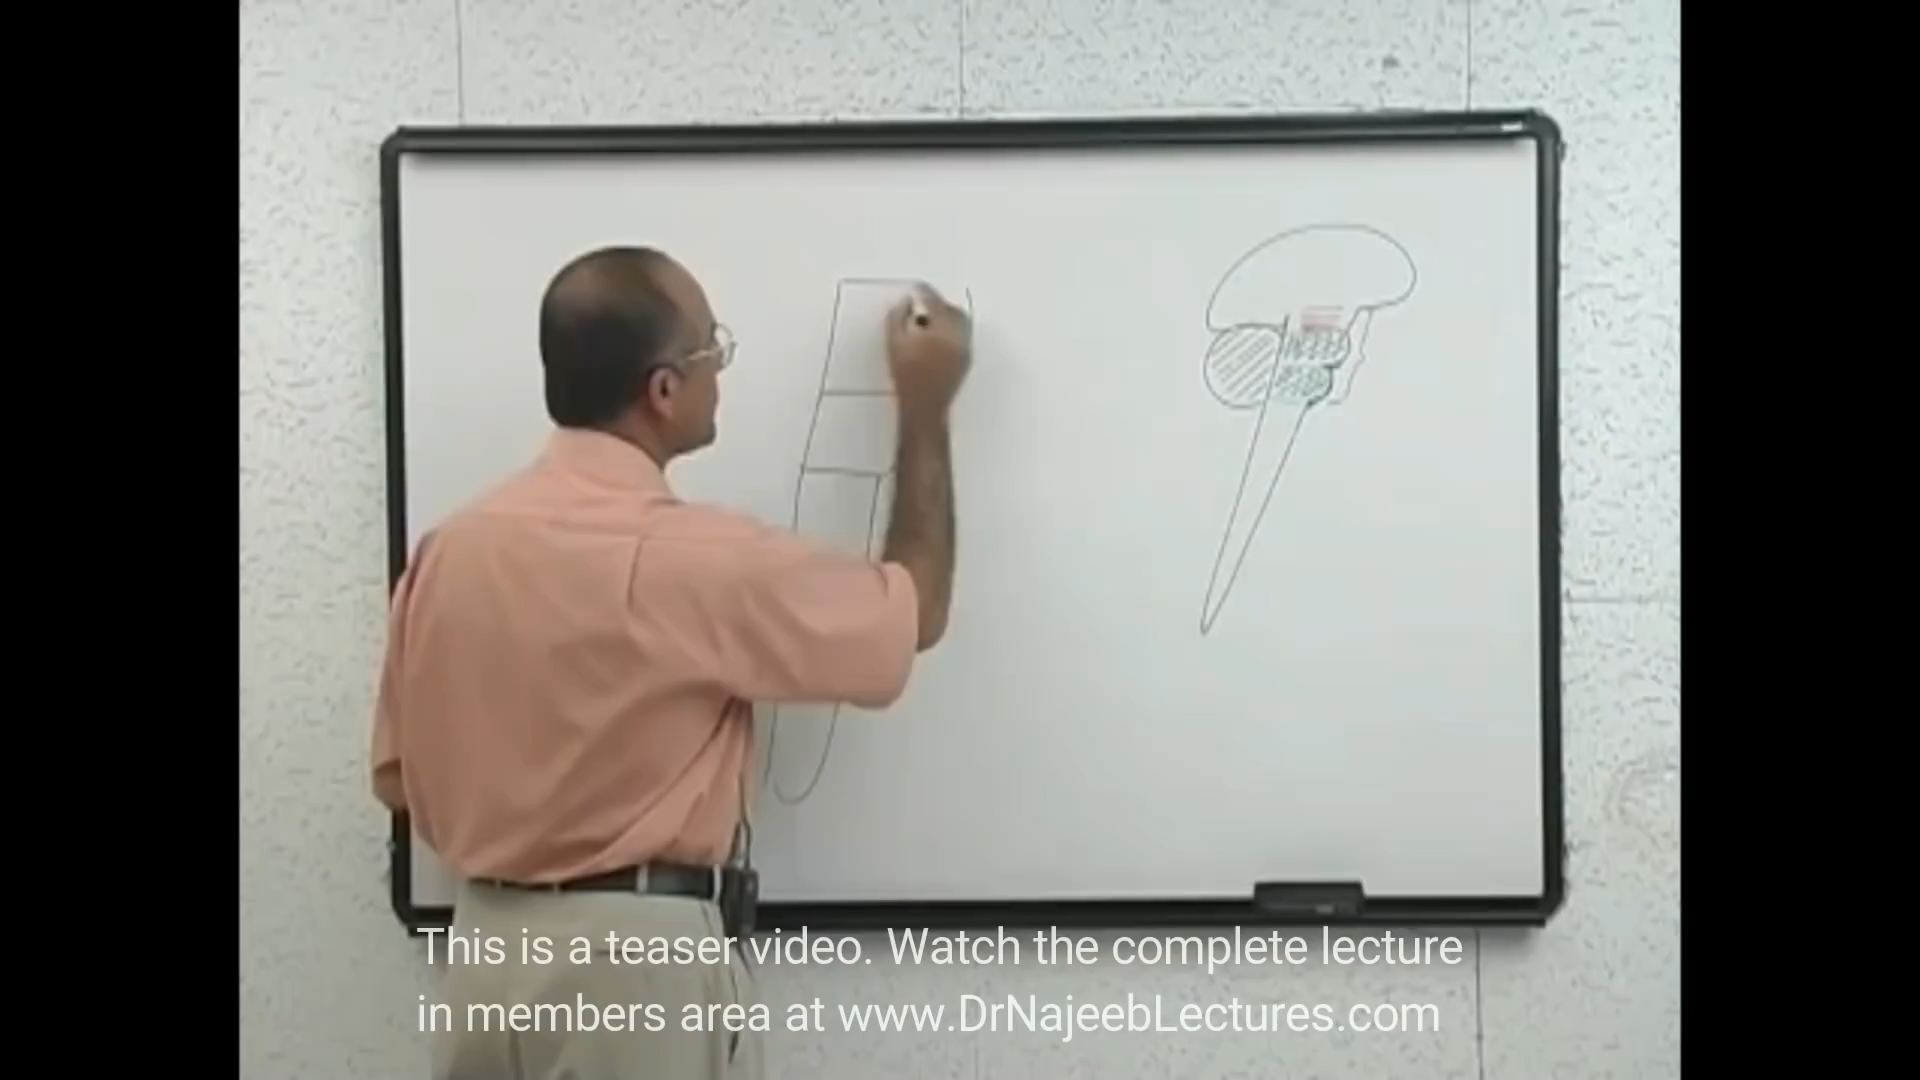 This is a teaser video. Watch the complete lecture
in members area at www.DrNajeebLectures.com